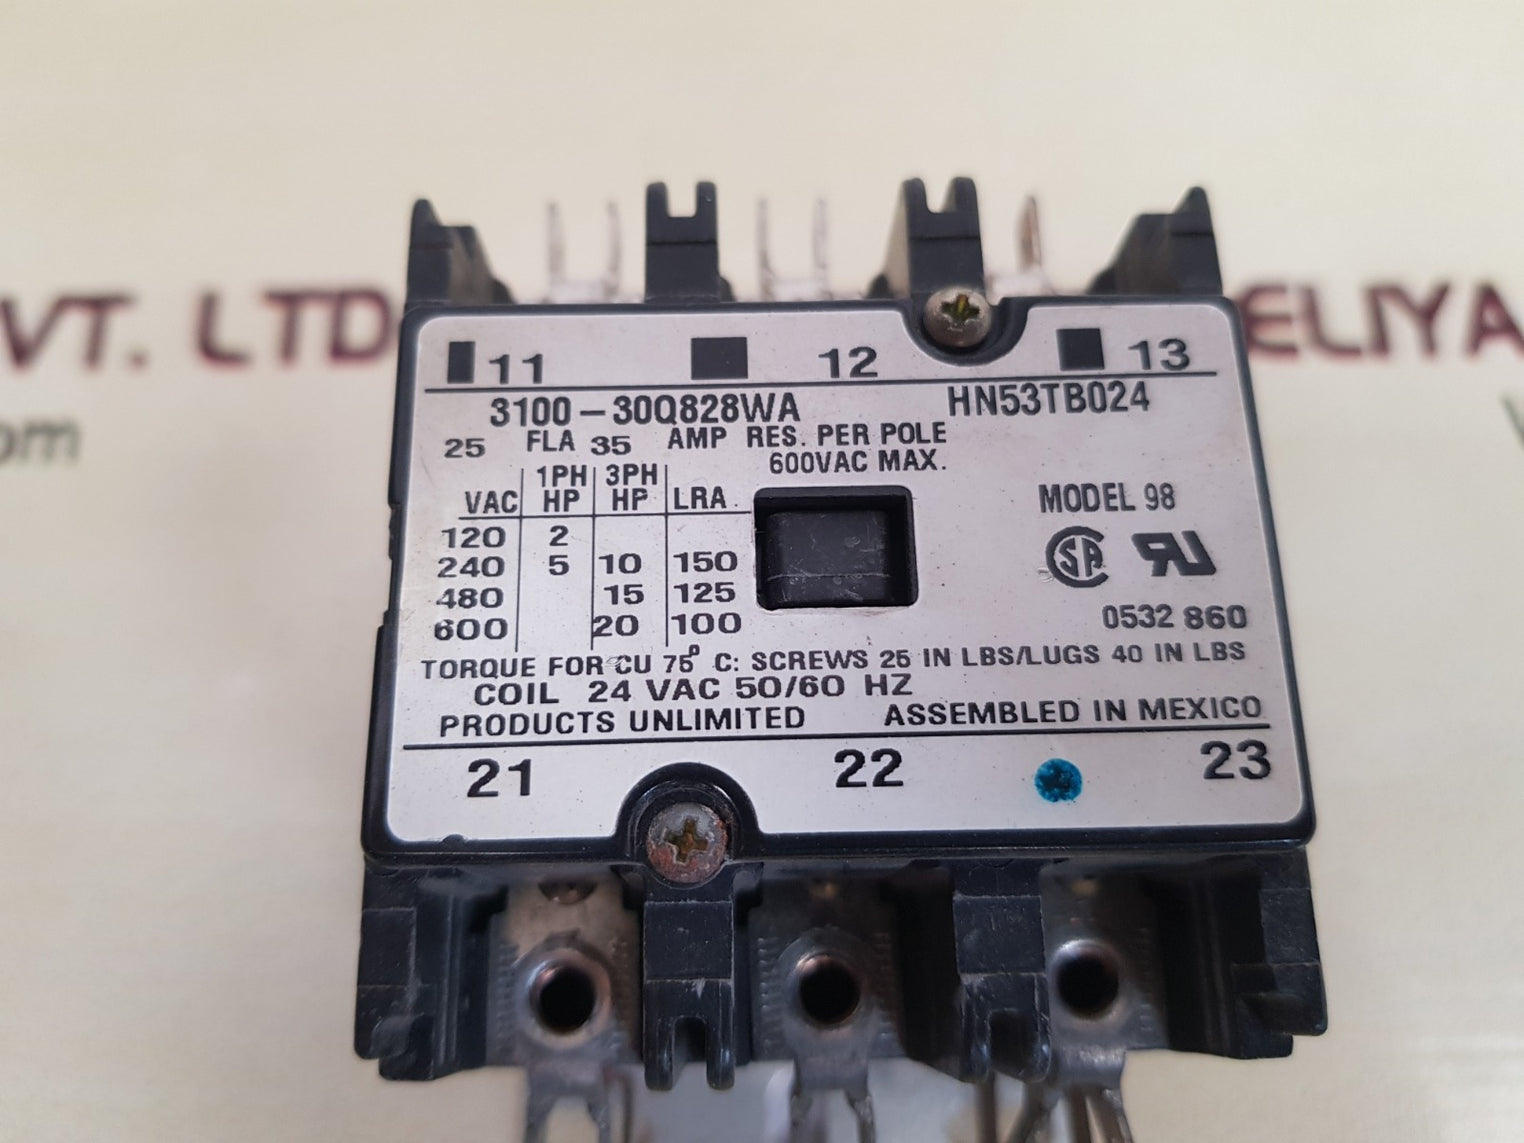 VT. LTD
ELIYA
om
11 12 13
3100-30Q828WA HN53TB024
25 FLA 35 AMP RES. PER POLE
600VAC MAX.
VAC 1PH HP 3PH HP LRA
120 2
240 5 10 150
480 15 125
600 20 100
MODEL 98
SA RU
0532 860
TORQUE FOR CU 75° C: SCREWS 25 IN LBS/LUGS 40 IN LBS
COIL 24 VAC 50/60 HZ
PRODUCTS UNLIMITED ASSEMBLED IN MEXICO
21 22 23